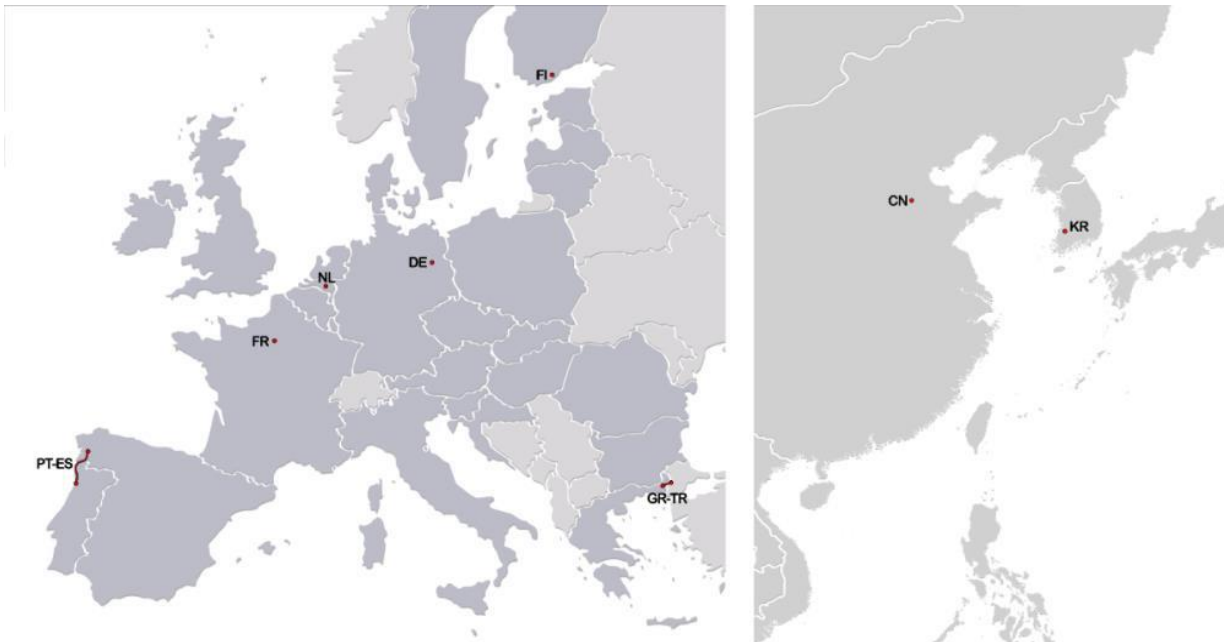 FI
CN
KR
DE
NL
FR
PT-ES
GR-TR